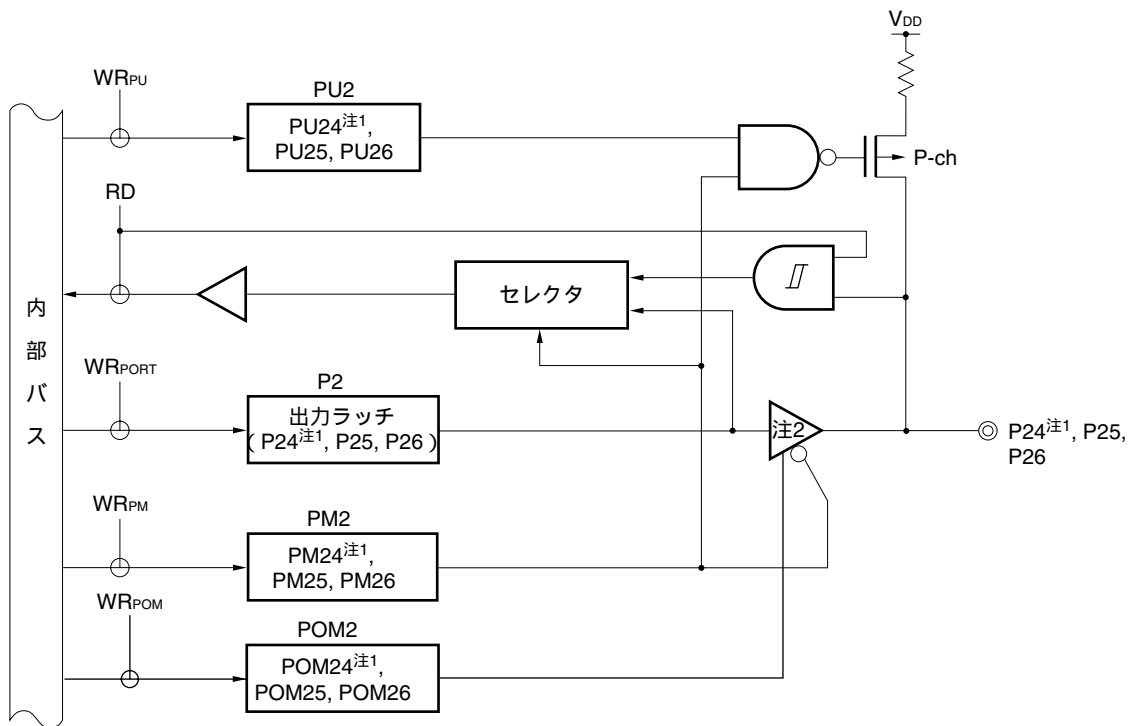 VDD
WRPU
PU2
PU24注1,
PU25, PU26
P-ch
RD
セレクタ
内部バス
WRPORT
P2
出力ラッチ
(P24注1, P25, P26)
注2
P24注1, P25,
P26
WRPM
PM2
PM24注1,
PM25, PM26
WRPOM
POM2
POM24注1,
POM25, POM26